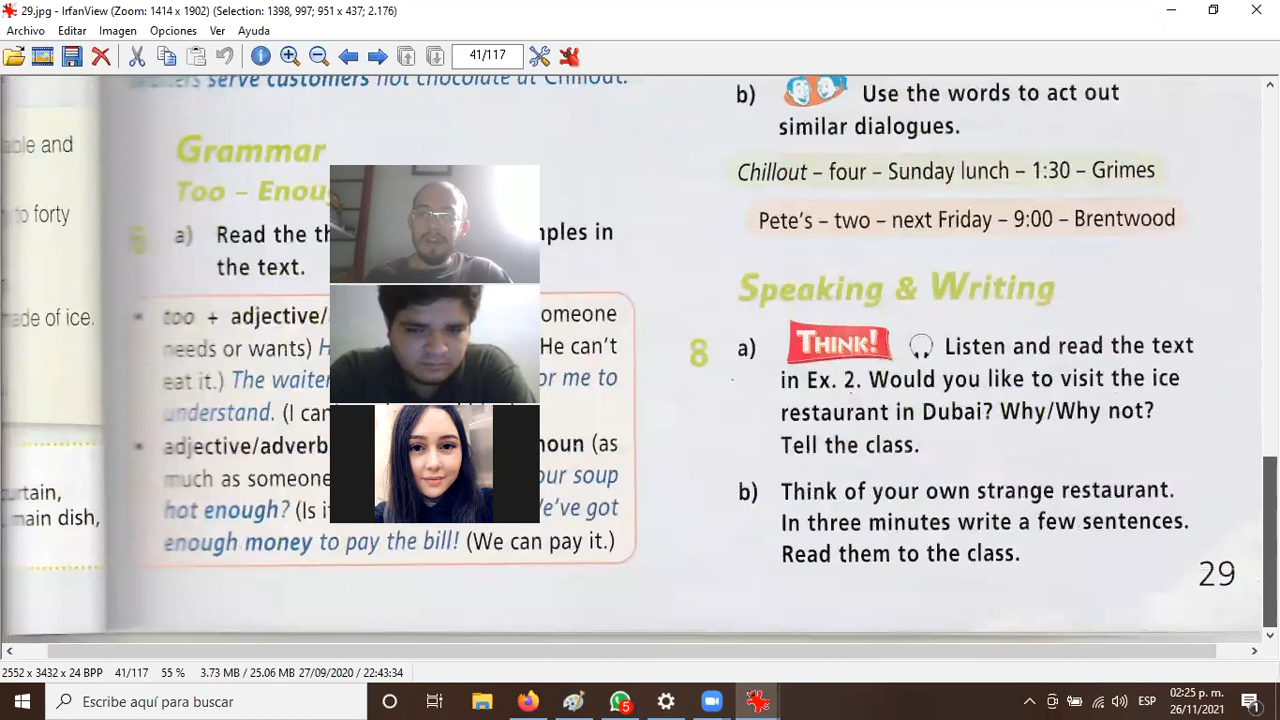 29.jpg - IrfanView (Zoom: 1414 x 1902) (Selection: 1398, 997; 951 x 437; 2.176)
Archivo Editar Imagen Opciones Ver Ayuda
41/117
serve customers not chocolate at Chillout.
Grammar
Too – Enou
6 a) Read the th
mples in
the text.
too + adjective/
omeone
needs or wants) H
He can't
eat it.) The waiter
or me to
understand. (I can
adjective/adverb
noun (as
much as someone
our soup
hot enough? (Is i
We've got
enough money to pay the bill! (We can pay it.)
able and
to forty
made of ice.
curtain,
main dish,
b) Use the words to act out
similar dialogues.
Chillout – four – Sunday lunch – 1:30 – Grimes
Pete's – two – next Friday – 9:00 – Brentwood
Speaking & Writing
8 a) THINK! Listen and read the text
in Ex. 2. Would you like to visit the ice
restaurant in Dubai? Why/Why not?
Tell the class.
b) Think of your own strange restaurant.
In three minutes write a few sentences.
Read them to the class.
29
2552 x 3432 x 24 BPP 41/117 55 % 3.73 MB / 25.06 MB 27/09/2020 / 22:43:34
Escribe aquí para buscar
5
ESP
02:25 p. m.
26/11/2021
1